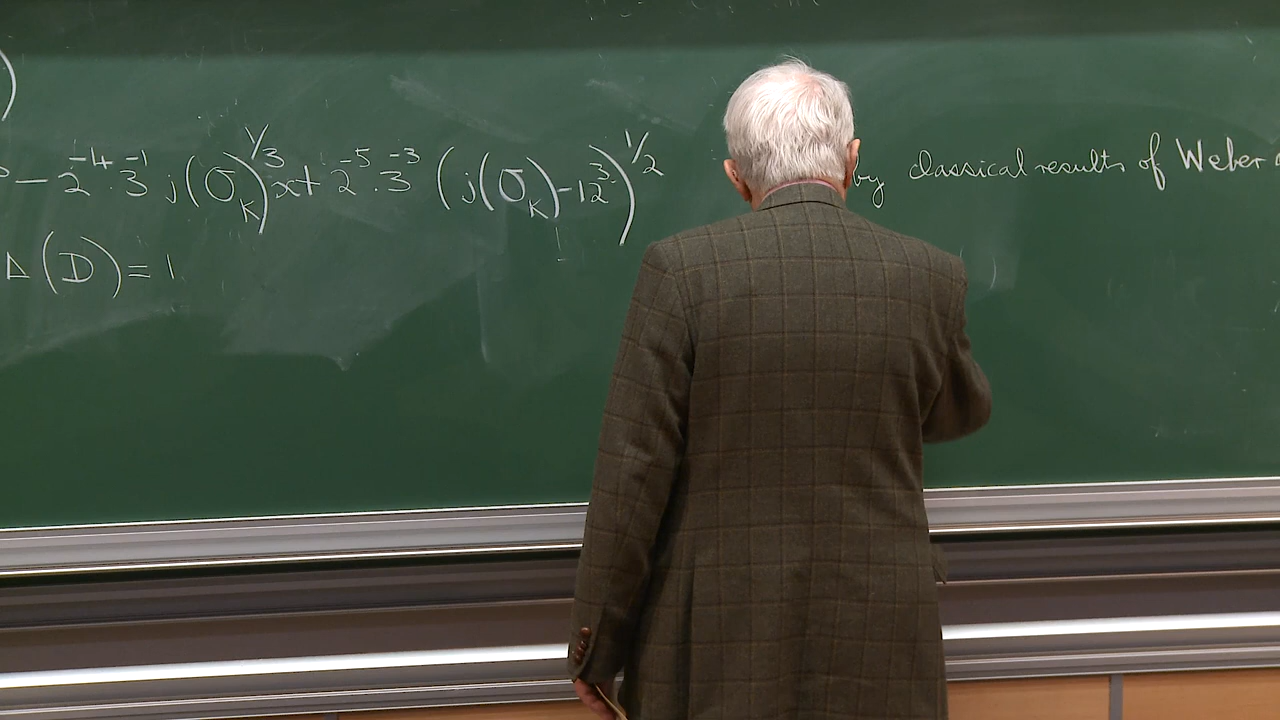 )
³ - 2⁻⁴.3⁻¹ j(O_K)^{1/3} x + 2⁻⁵.3⁻³ (j(O_K)-12³)^{1/2} by classical results of Weber
Δ(D) = 1.